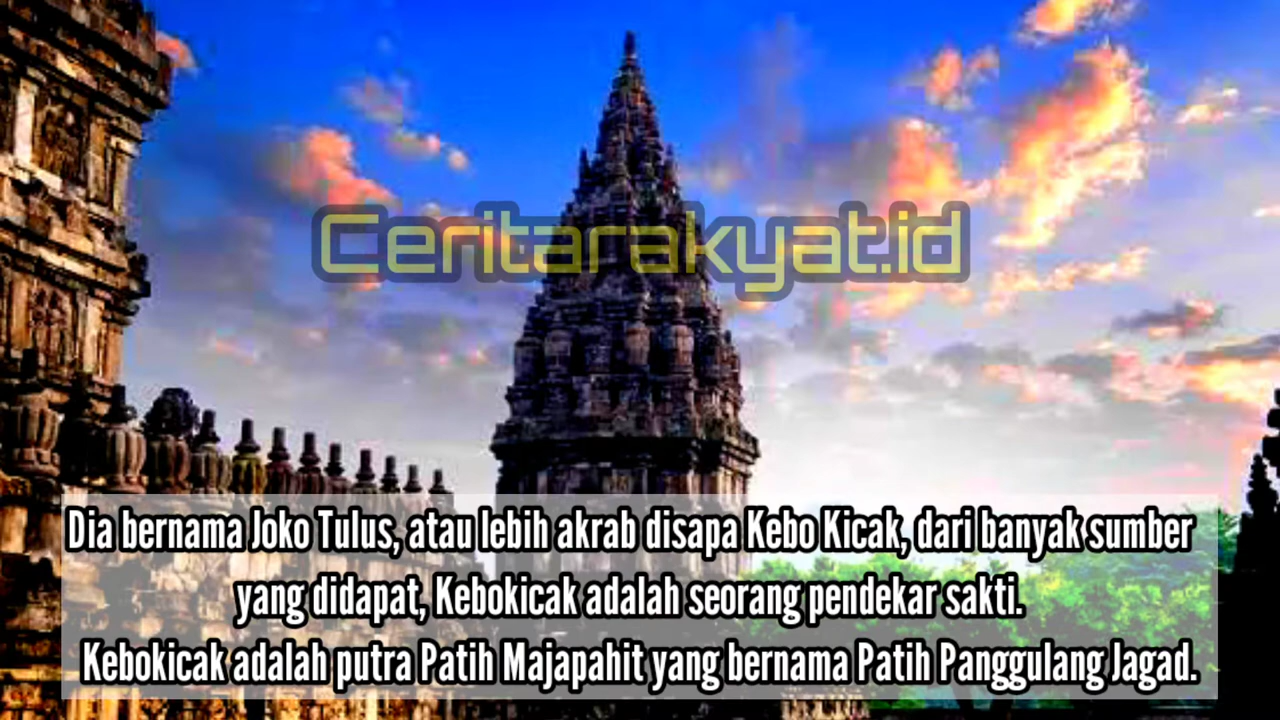 Ceritarakyat.id
Dia bernama Joko Tulus, atau lebih akrab disapa Kebo Kicak, dari banyak sumber
yang didapat, Kebokicak adalah seorang pendekar sakti.
Kebokicak adalah putra Patih Majapahit yang bernama Patih Panggulang Jagad.